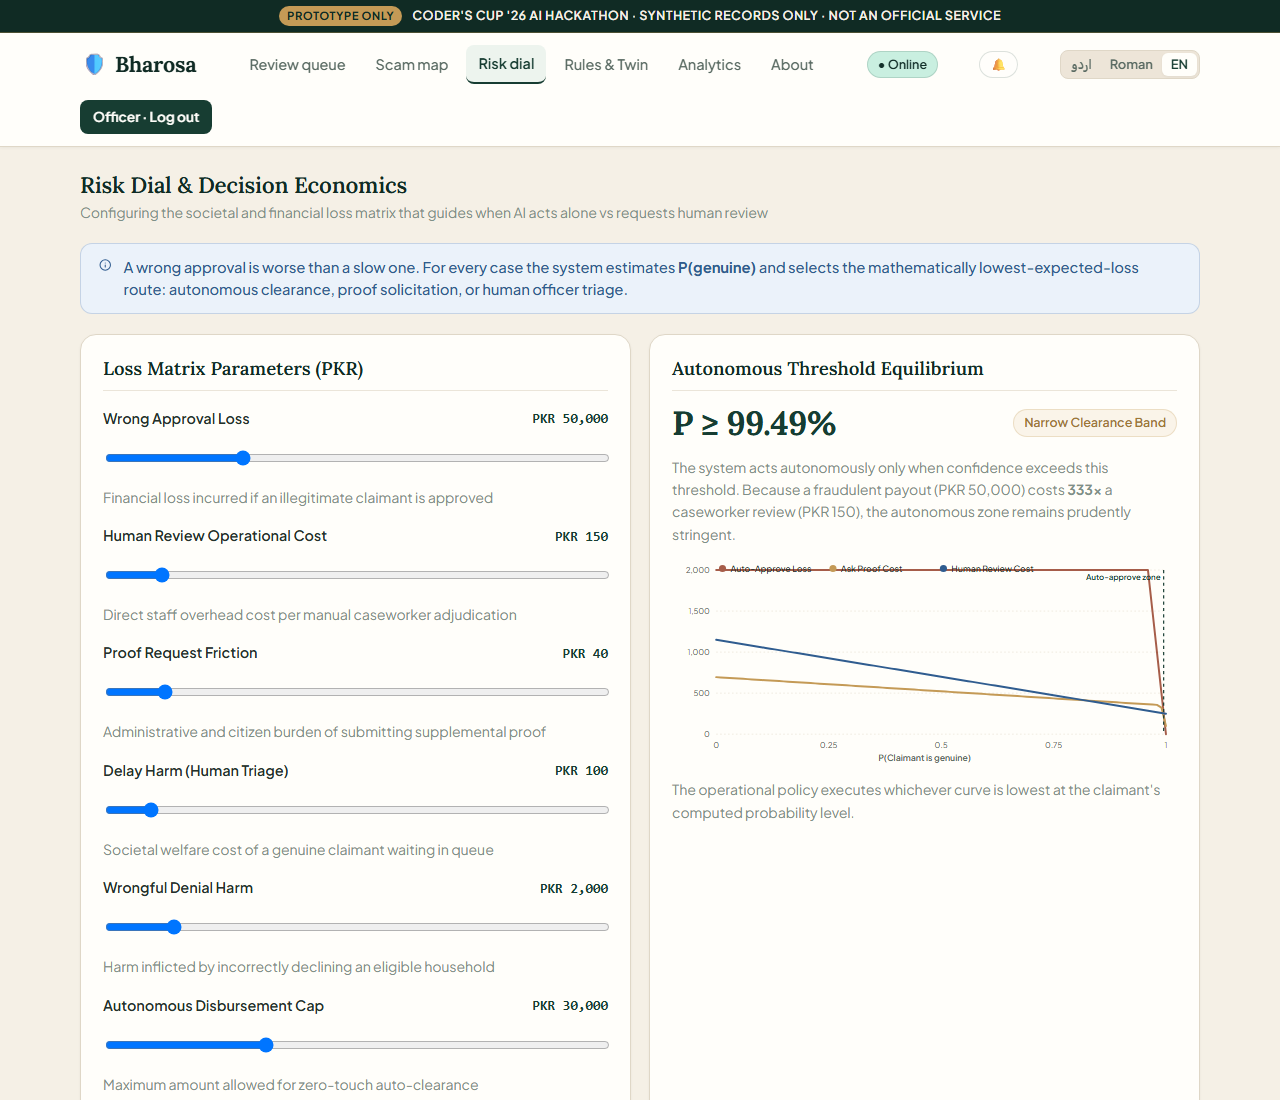 PROTOTYPE ONLY CODER'S CUP '26 AI HACKATHON · SYNTHETIC RECORDS ONLY · NOT AN OFFICIAL SERVICE
Bharosa Review queue Scam map Risk dial Rules & Twin Analytics About ● Online اردو Roman EN
Officer · Log out
Risk Dial & Decision Economics
Configuring the societal and financial loss matrix that guides when AI acts alone vs requests human review
A wrong approval is worse than a slow one. For every case the system estimates P(genuine) and selects the mathematically lowest-expected-loss
route: autonomous clearance, proof solicitation, or human officer triage.
Loss Matrix Parameters (PKR)
Wrong Approval Loss PKR 50,000
Financial loss incurred if an illegitimate claimant is approved
Human Review Operational Cost PKR 150
Direct staff overhead cost per manual caseworker adjudication
Proof Request Friction PKR 40
Administrative and citizen burden of submitting supplemental proof
Delay Harm (Human Triage) PKR 100
Societal welfare cost of a genuine claimant waiting in queue
Wrongful Denial Harm PKR 2,000
Harm inflicted by incorrectly declining an eligible household
Autonomous Disbursement Cap PKR 30,000
Maximum amount allowed for zero-touch auto-clearance
Autonomous Threshold Equilibrium
P ≥ 99.49% Narrow Clearance Band
The system acts autonomously only when confidence exceeds this
threshold. Because a fraudulent payout (PKR 50,000) costs 333× a
caseworker review (PKR 150), the autonomous zone remains prudently
stringent.
Auto-Approve Loss Ask Proof Cost Human Review Cost
Auto-approve zone
2,000
1,500
1,000
500
0
0 0.25 0.5 0.75 1
P(Claimant is genuine)
The operational policy executes whichever curve is lowest at the claimant's
computed probability level.